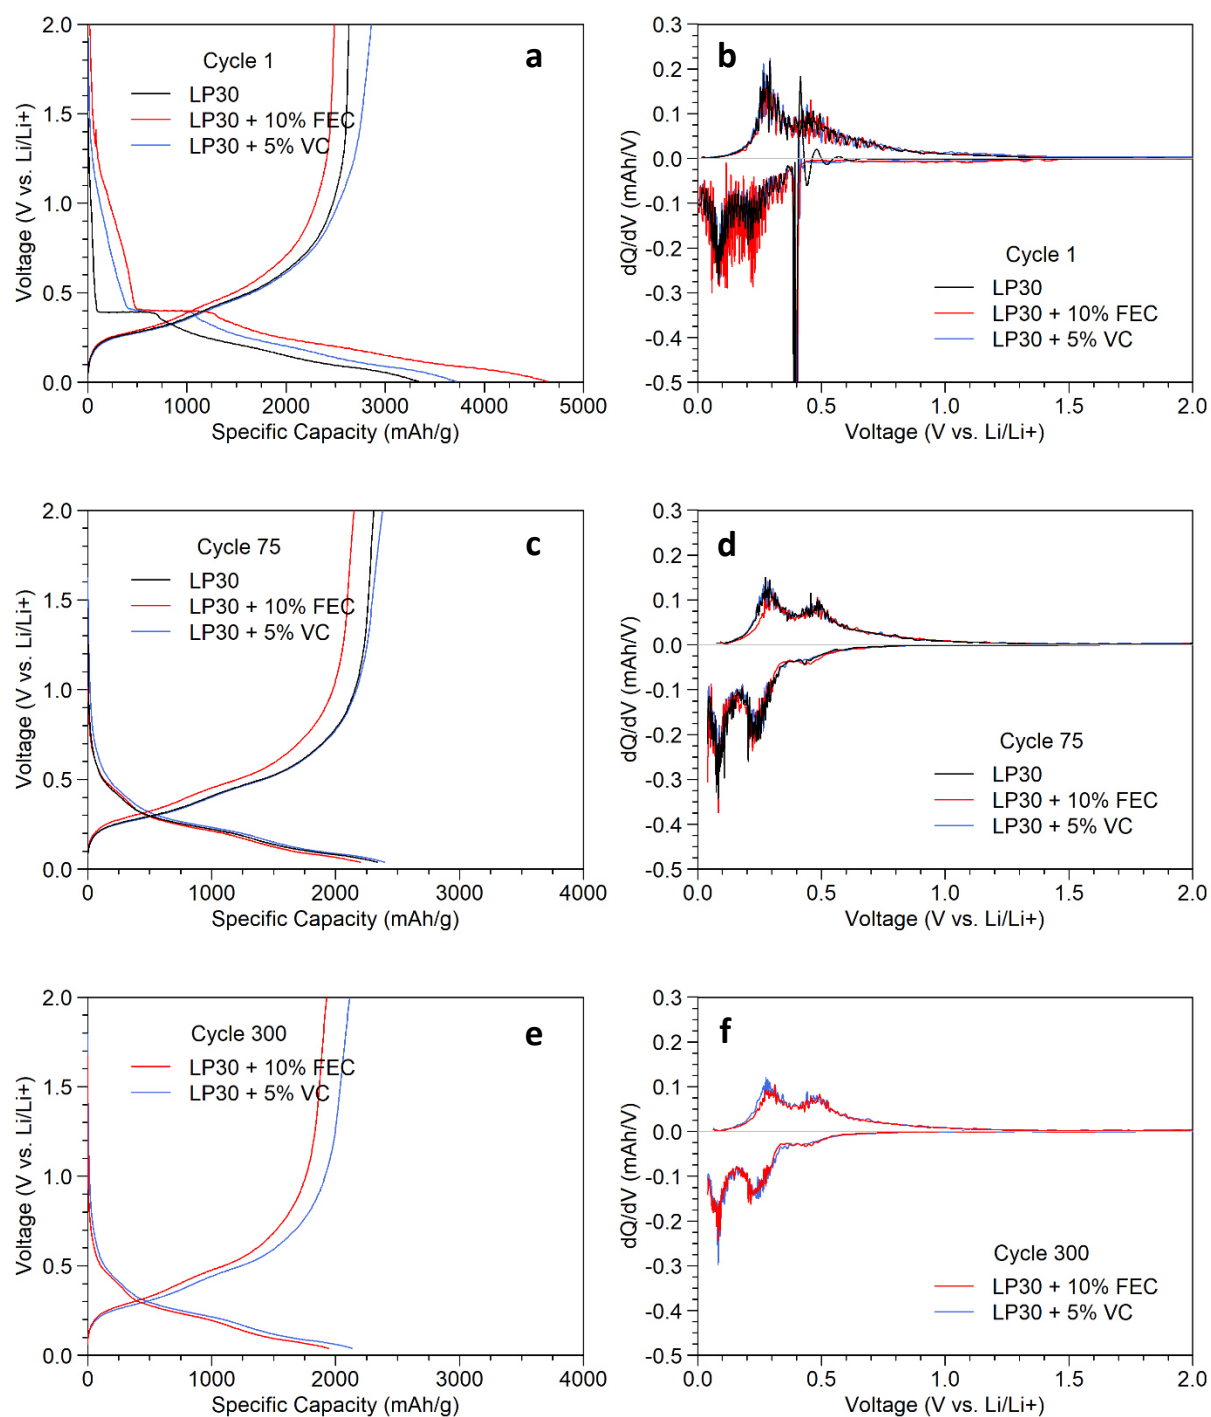 a
Cycle 1
LP30
LP30 + 10% FEC
LP30 + 5% VC
2.0
1.5
1.0
0.5
0.0
Voltage (V vs. Li/Li+)
0
1000
2000
3000
4000
5000
Specific Capacity (mAh/g)
b
0.3
0.2
0.1
0.0
-0.1
-0.2
-0.3
-0.4
-0.5
dQ/dV (mAh/V)
Cycle 1
LP30
LP30 + 10% FEC
LP30 + 5% VC
0.0
0.5
1.0
1.5
2.0
Voltage (V vs. Li/Li+)
c
Cycle 75
LP30
LP30 + 10% FEC
LP30 + 5% VC
2.0
1.5
1.0
0.5
0.0
Voltage (V vs. Li/Li+)
0
1000
2000
3000
4000
Specific Capacity (mAh/g)
d
0.3
0.2
0.1
0.0
-0.1
-0.2
-0.3
-0.4
-0.5
dQ/dV (mAh/V)
Cycle 75
LP30
LP30 + 10% FEC
LP30 + 5% VC
0.0
0.5
1.0
1.5
2.0
Voltage (V vs. Li/Li+)
e
Cycle 300
LP30 + 10% FEC
LP30 + 5% VC
2.0
1.5
1.0
0.5
0.0
Voltage (V vs. Li/Li+)
0
1000
2000
3000
4000
Specific Capacity (mAh/g)
f
0.3
0.2
0.1
0.0
-0.1
-0.2
-0.3
-0.4
-0.5
dQ/dV (mAh/V)
Cycle 300
LP30 + 10% FEC
LP30 + 5% VC
0.0
0.5
1.0
1.5
2.0
Voltage (V vs. Li/Li+)